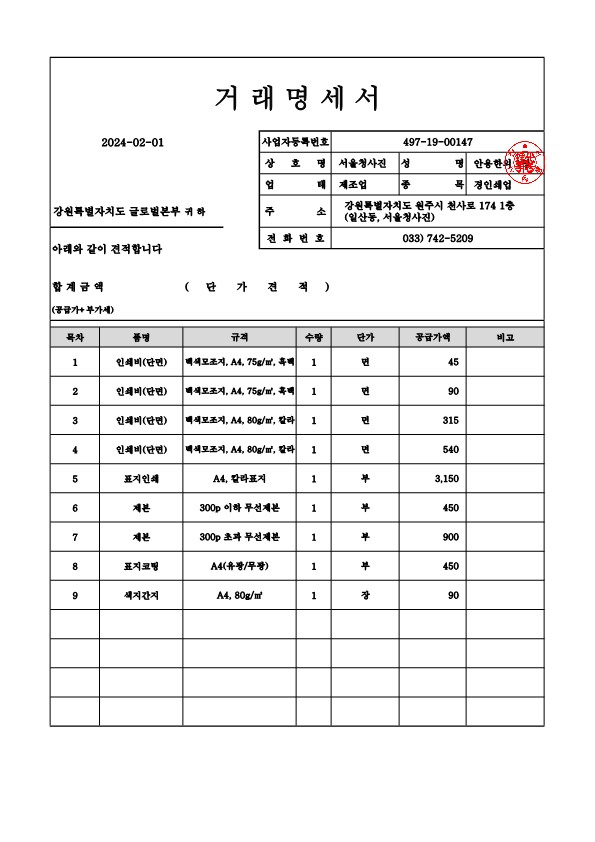 거 래 명 세 서
2024-02-01
사업자등록번호 497-19-00147
상 호 명 서울청사진 성 명 안용한
업 태 제조업 종 목 경인쇄업
강원특별자치도 글로벌본부 귀 하
주 소 강원특별자치도 원주시 천사로 174 1층
(일산동, 서울청사진)
전 화 번 호 033) 742-5209
아래와 같이 견적합니다
합 계 금 액 ( 단 가 견 적 )
(공급가+ 부가세)
목차 품명 규격 수량 단가 공급가액 비고
1 인쇄비(단면) 백색모조지, A4, 75g/㎡, 흑백 1 면 45
2 인쇄비(단면) 백색모조지, A4, 75g/㎡, 흑백 1 면 90
3 인쇄비(단면) 백색모조지, A4, 80g/㎡, 칼라 1 면 315
4 인쇄비(단면) 백색모조지, A4, 80g/㎡, 칼라 1 면 540
5 표지인쇄 A4, 칼라표지 1 부 3,150
6 제본 300p 이하 무선제본 1 부 450
7 제본 300p 초과 무선제본 1 부 900
8 표지코팅 A4(유광/무광) 1 부 450
9 색지간지 A4, 80g/㎡ 1 장 90